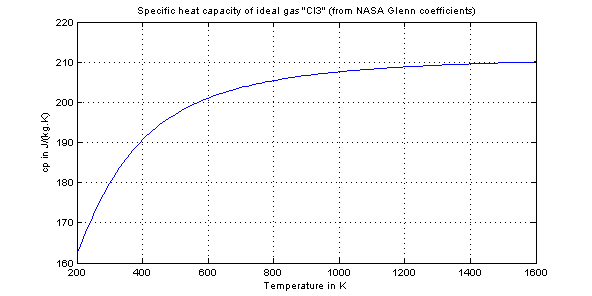 Specific heat capacity of ideal gas "Cl3" (from NASA Glenn coefficients)
220
210
200
190
180
170
160
cp in J/(kg.K)
200 400 600 800 1000 1200 1400 1600
Temperature in K